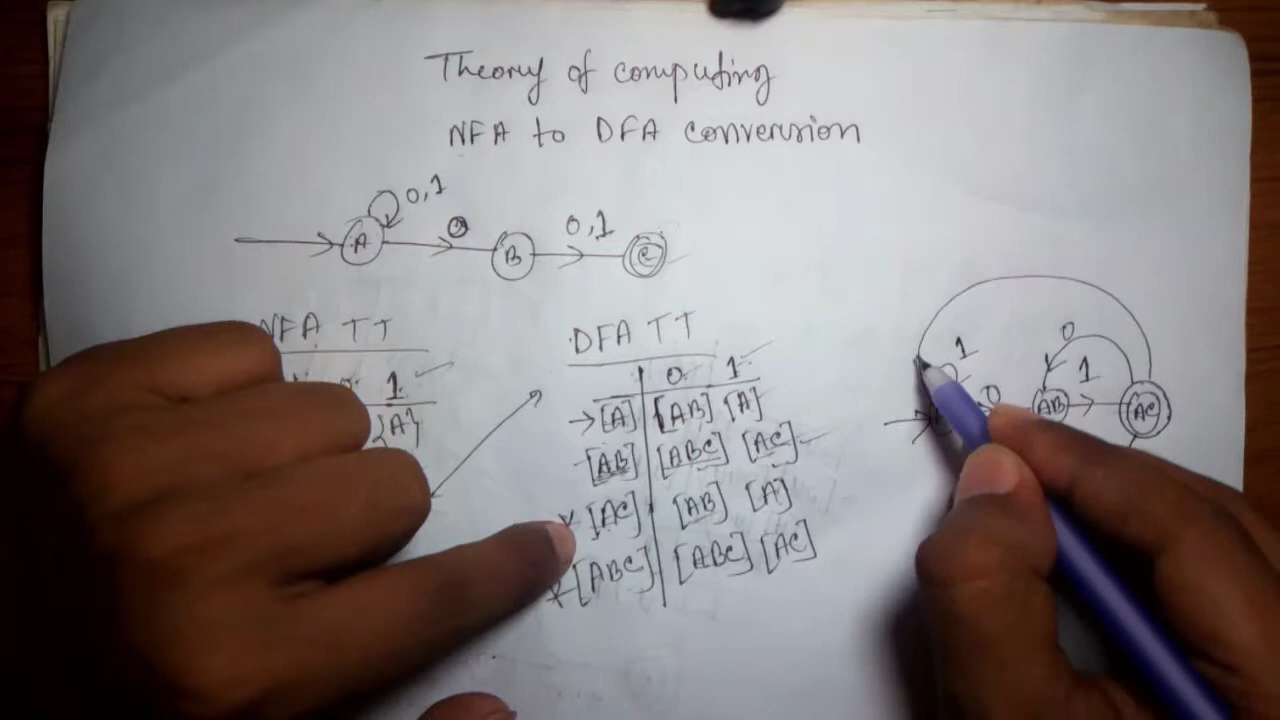 Theory of computing
NFA to DFA conversion
0,1
A 0 B 0,1 C
NFA TT
1
{A}
DFA TT
0 1
→[A] [AB] [A]
[AB] [ABC] [AC]
* [AC] [AB] [A]
* [ABC] [ABC] [AC]
1 0
0 1
AB AC